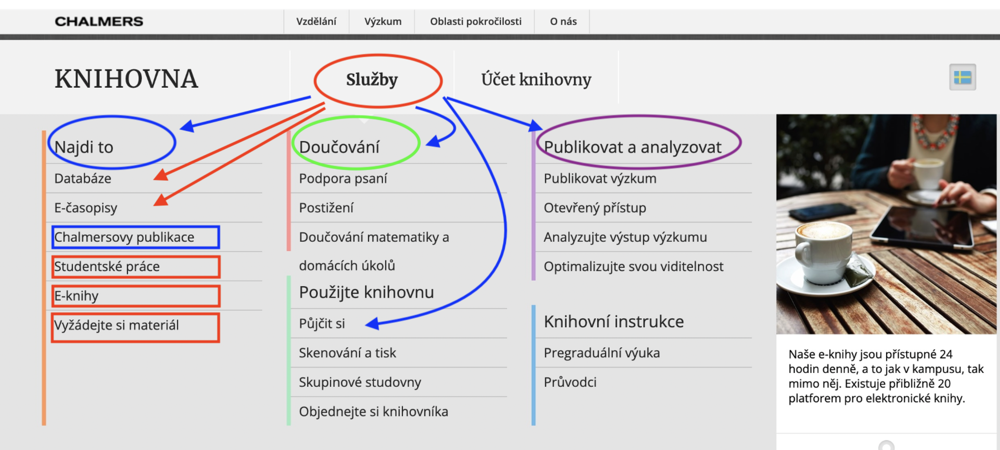 CHALMERS
Vzdělání
Výzkum
Oblasti pokročilosti
O nás
KNIHOVNA
Služby
Účet knihovny
Najdi to
Databáze
E-časopisy
Chalmersovy publikace
Studentské práce
E-knihy
Vyžádejte si materiál
Doučování
Podpora psaní
Postižení
Doučování matematiky a
domácích úkolů
Použijte knihovnu
Půjčit si
Skenování a tisk
Skupinové studovny
Objednejte si knihovníka
Publikovat a analyzovat
Publikovat výzkum
Otevřený přístup
Analyzujte výstup výzkumu
Optimalizujte svou viditelnost
Knihovní instrukce
Pregraduální výuka
Průvodci
Naše e-knihy jsou přístupné 24
hodin denně, a to jak v kampusu, tak
mimo něj. Existuje přibližně 20
platforem pro elektronické knihy.